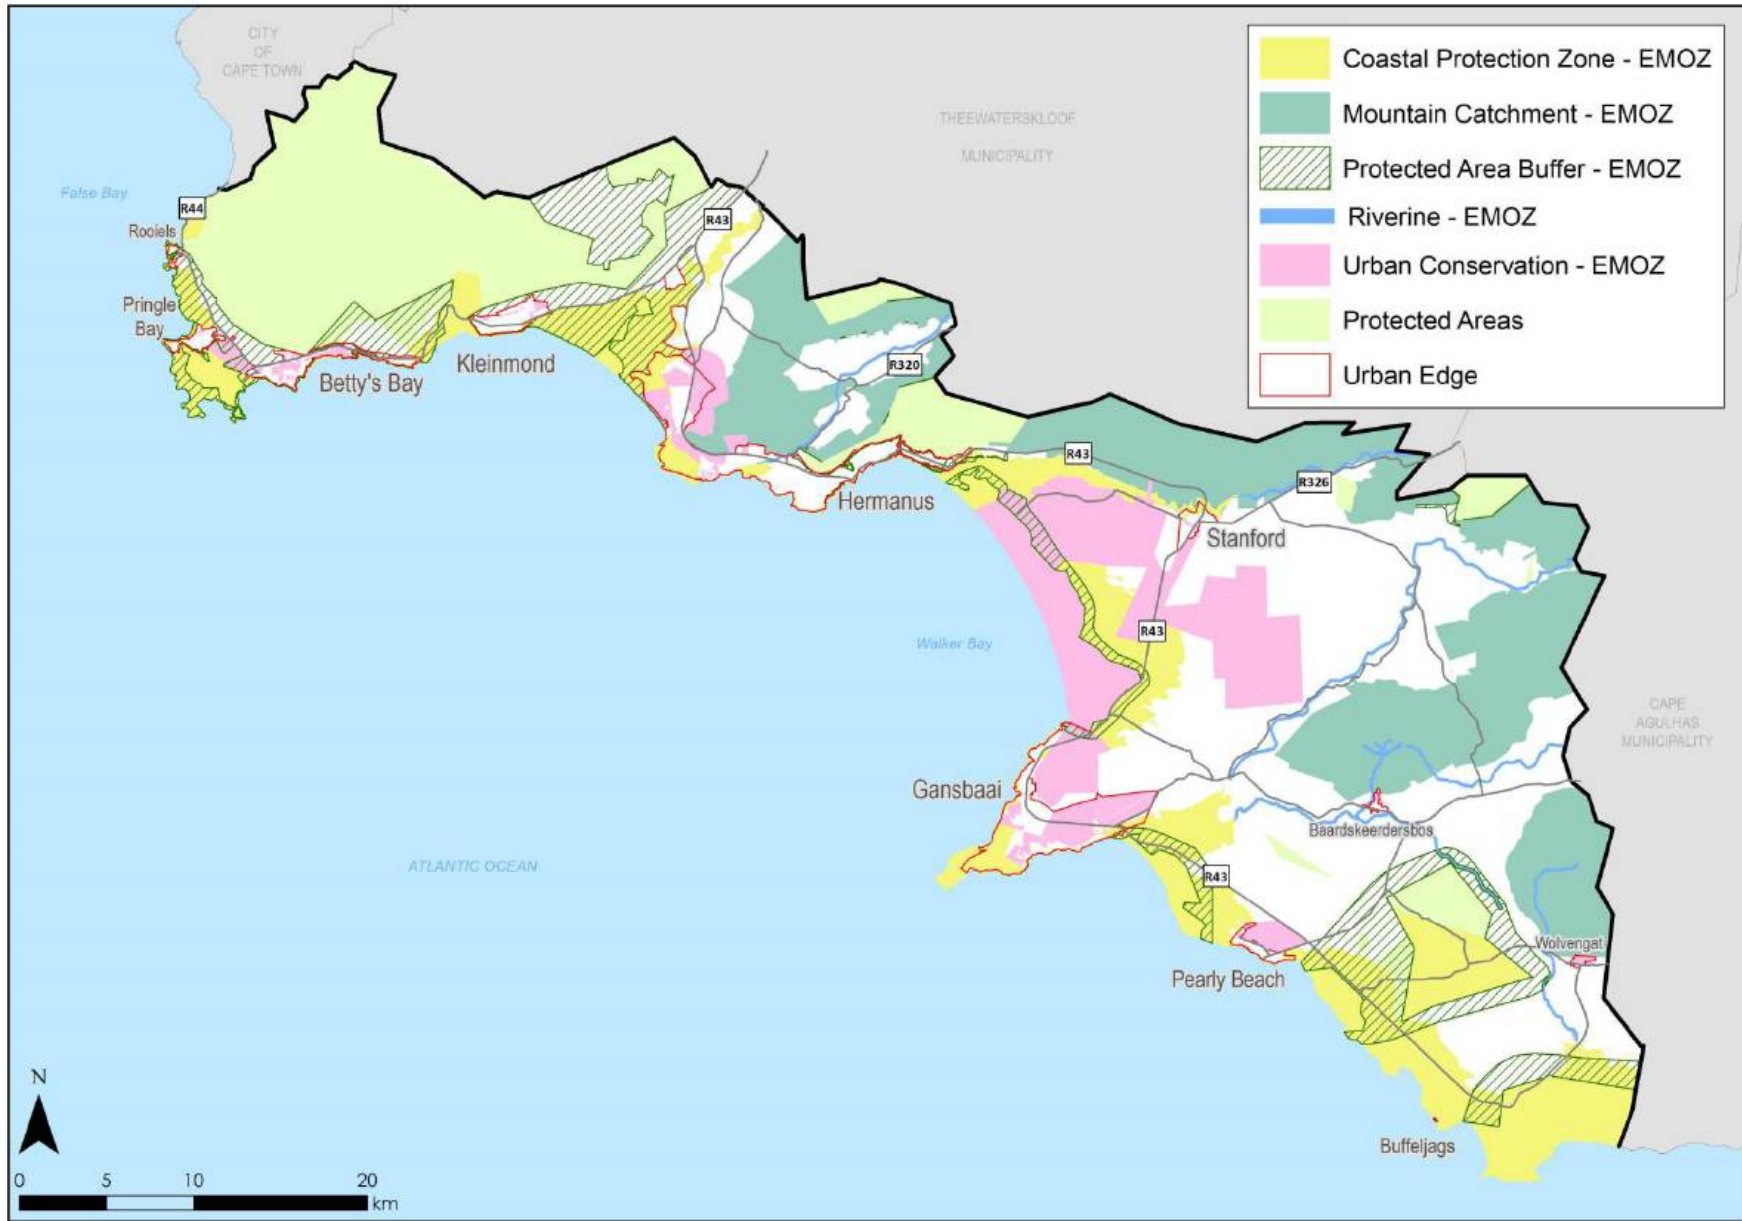 CITY
OF
CAPE TOWN
THEEWATERSKLOOF
MUNICIPALITY
Coastal Protection Zone - EMOZ
Mountain Catchment - EMOZ
Protected Area Buffer - EMOZ
Riverine - EMOZ
Urban Conservation - EMOZ
Protected Areas
Urban Edge
False Bay
R44
Rooiels
R43
Pringle
Bay
Betty's Bay
Kleinmond
R320
R43
R326
Hermanus
Stanford
Walker Bay
R43
CAPE
AGULHAS
MUNICIPALITY
Gansbaai
Baardskeerdersbos
ATLANTIC OCEAN
R43
Wolvengat
Pearly Beach
Buffeljags
N
0 5 10 20
km